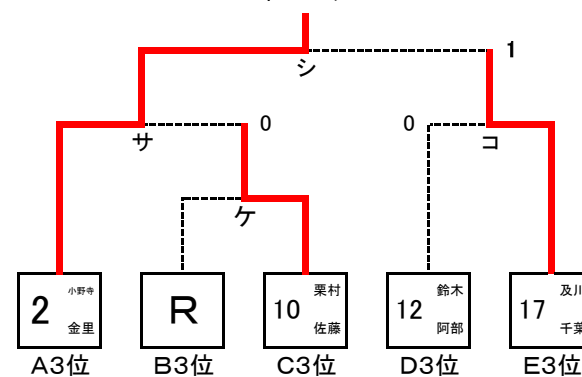 シ
1
サ
0
0
コ
ケ
2 小野寺 金里
R
10 栗村 佐藤
12 鈴木 阿部
17 及川 千葉
A3位 B3位 C3位 D3位 E3位